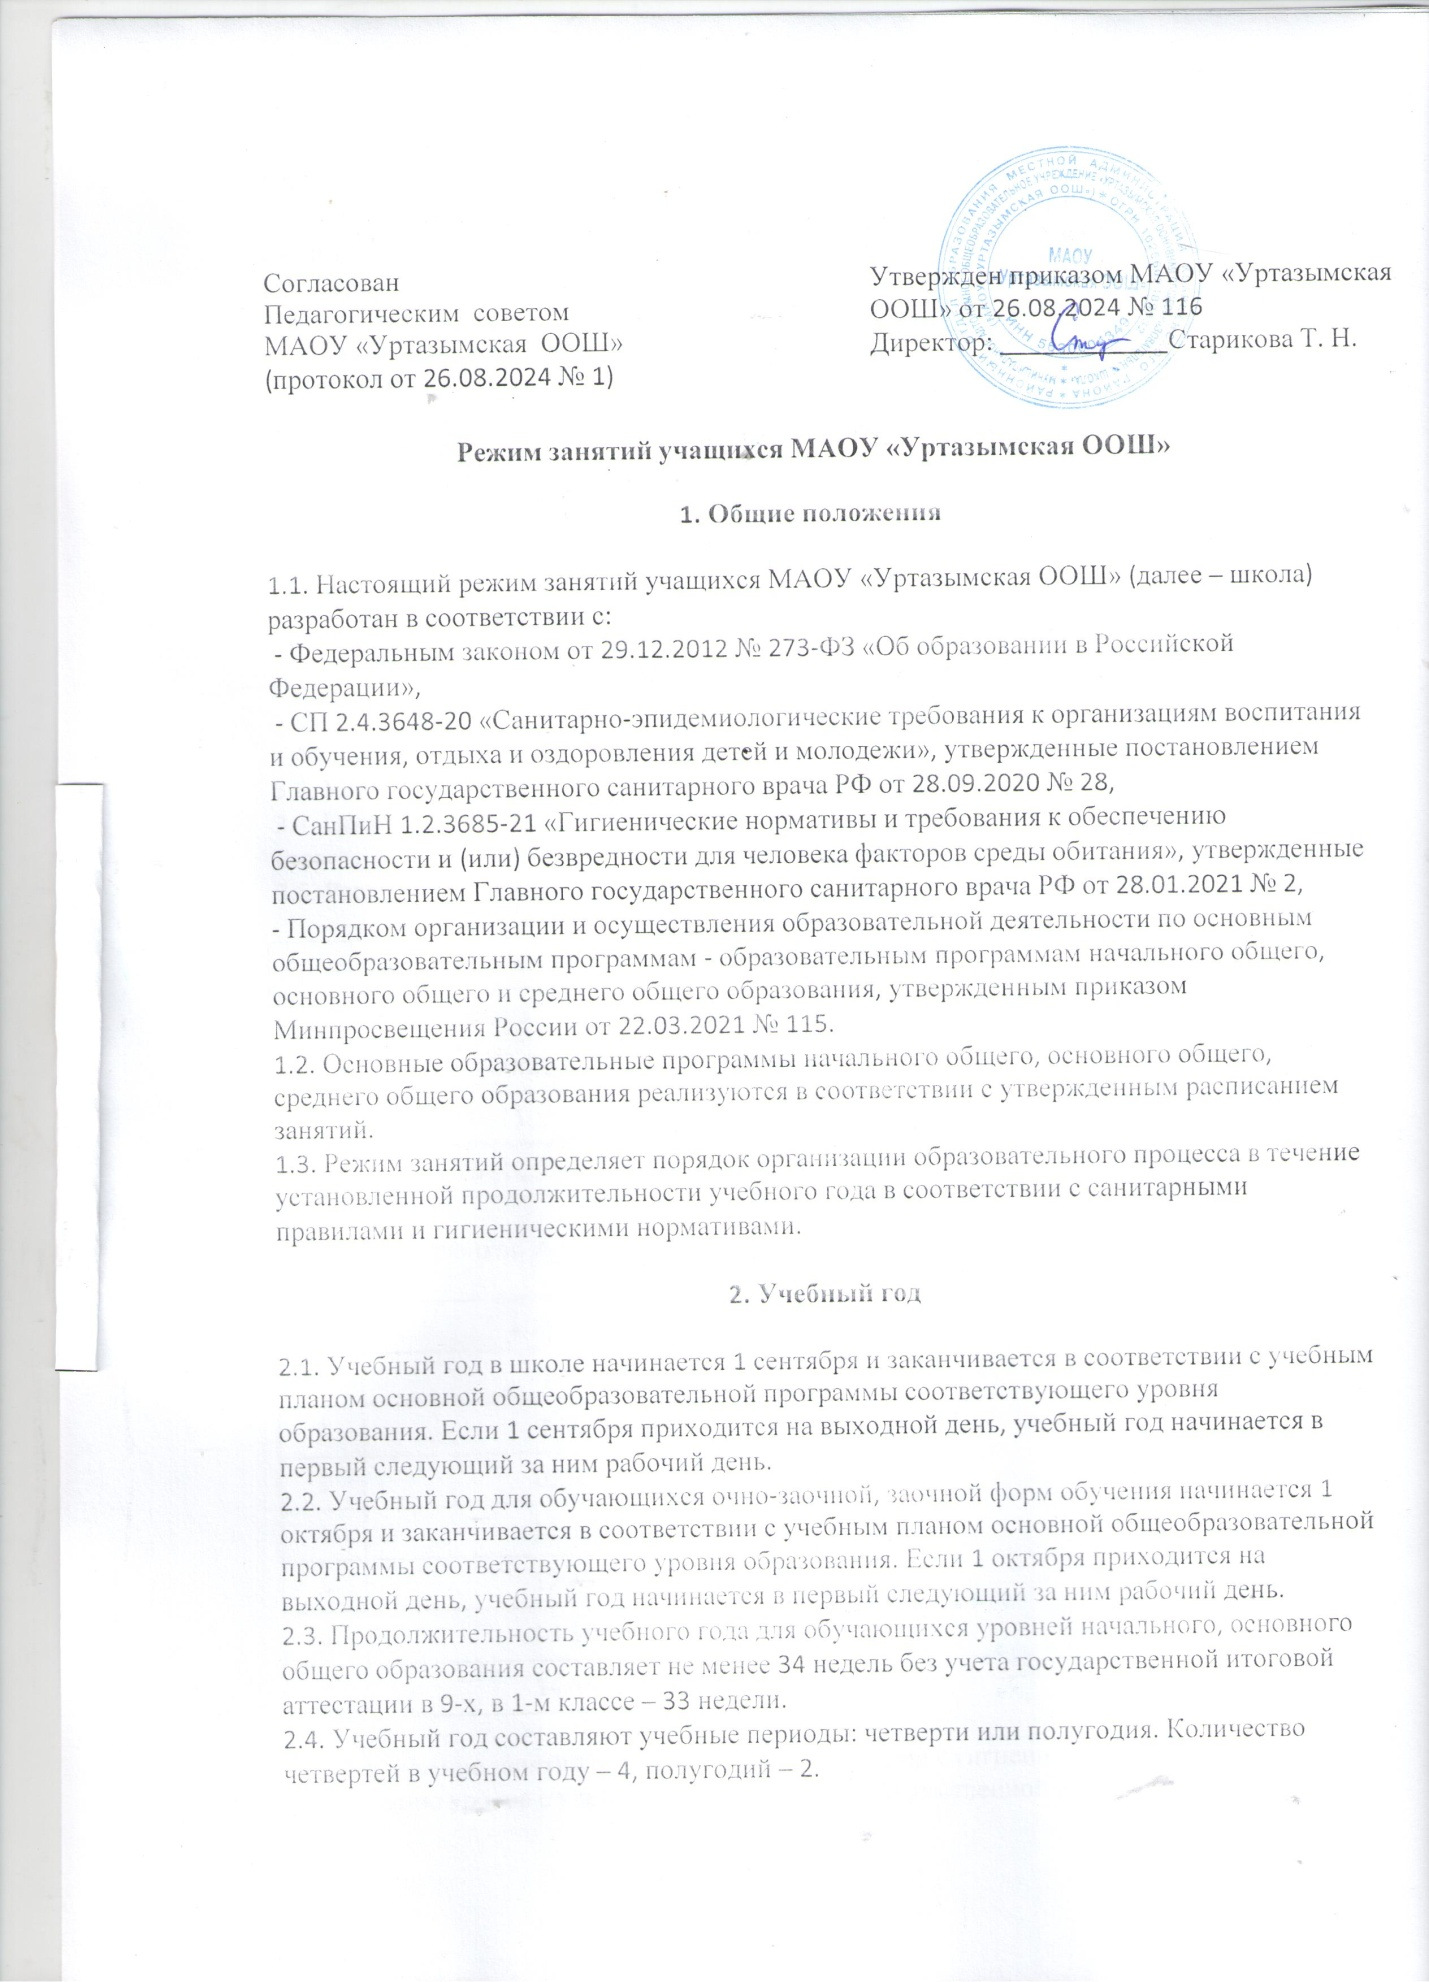 Согласован
Педагогическим советом
МАОУ «Уртазымская ООШ»
(протокол от 26.08.2024 № 1)
Утвержден приказом МАОУ «Уртазымская
ООШ» от 26.08.2024 № 116
Директор: ____________Старикова Т. Н.
МАОУ
Режим занятий учащихся МАОУ «Уртазымская ООШ»
1. Общие положения
1.1. Настоящий режим занятий учащихся МАОУ «Уртазымская ООШ» (далее – школа)
разработан в соответствии с:
- Федеральным законом от 29.12.2012 № 273-ФЗ «Об образовании в Российской
Федерации»,
- СП 2.4.3648-20 «Санитарно-эпидемиологические требования к организациям воспитания
и обучения, отдыха и оздоровления детей и молодежи», утвержденные постановлением
Главного государственного санитарного врача РФ от 28.09.2020 № 28,
- СанПиН 1.2.3685-21 «Гигиенические нормативы и требования к обеспечению
безопасности и (или) безвредности для человека факторов среды обитания», утвержденные
постановлением Главного государственного санитарного врача РФ от 28.01.2021 № 2,
- Порядком организации и осуществления образовательной деятельности по основным
общеобразовательным программам - образовательным программам начального общего,
основного общего и среднего общего образования, утвержденным приказом
Минпросвещения России от 22.03.2021 № 115.
1.2. Основные образовательные программы начального общего, основного общего,
среднего общего образования реализуются в соответствии с утвержденным расписанием
занятий.
1.3. Режим занятий определяет порядок организации образовательного процесса в течение
установленной продолжительности учебного года в соответствии с санитарными
правилами и гигиеническими нормативами.
2. Учебный год
2.1. Учебный год в школе начинается 1 сентября и заканчивается в соответствии с учебным
планом основной общеобразовательной программы соответствующего уровня
образования. Если 1 сентября приходится на выходной день, учебный год начинается в
первый следующий за ним рабочий день.
2.2. Учебный год для обучающихся очно-заочной, заочной форм обучения начинается 1
октября и заканчивается в соответствии с учебным планом основной общеобразовательной
программы соответствующего уровня образования. Если 1 октября приходится на
выходной день, учебный год начинается в первый следующий за ним рабочий день.
2.3. Продолжительность учебного года для обучающихся уровней начального, основного
общего образования составляет не менее 34 недель без учета государственной итоговой
аттестации в 9-х, в 1-м классе – 33 недели.
2.4. Учебный год составляют учебные периоды: четверти или полугодия. Количество
четвертей в учебном году – 4, полугодий – 2.